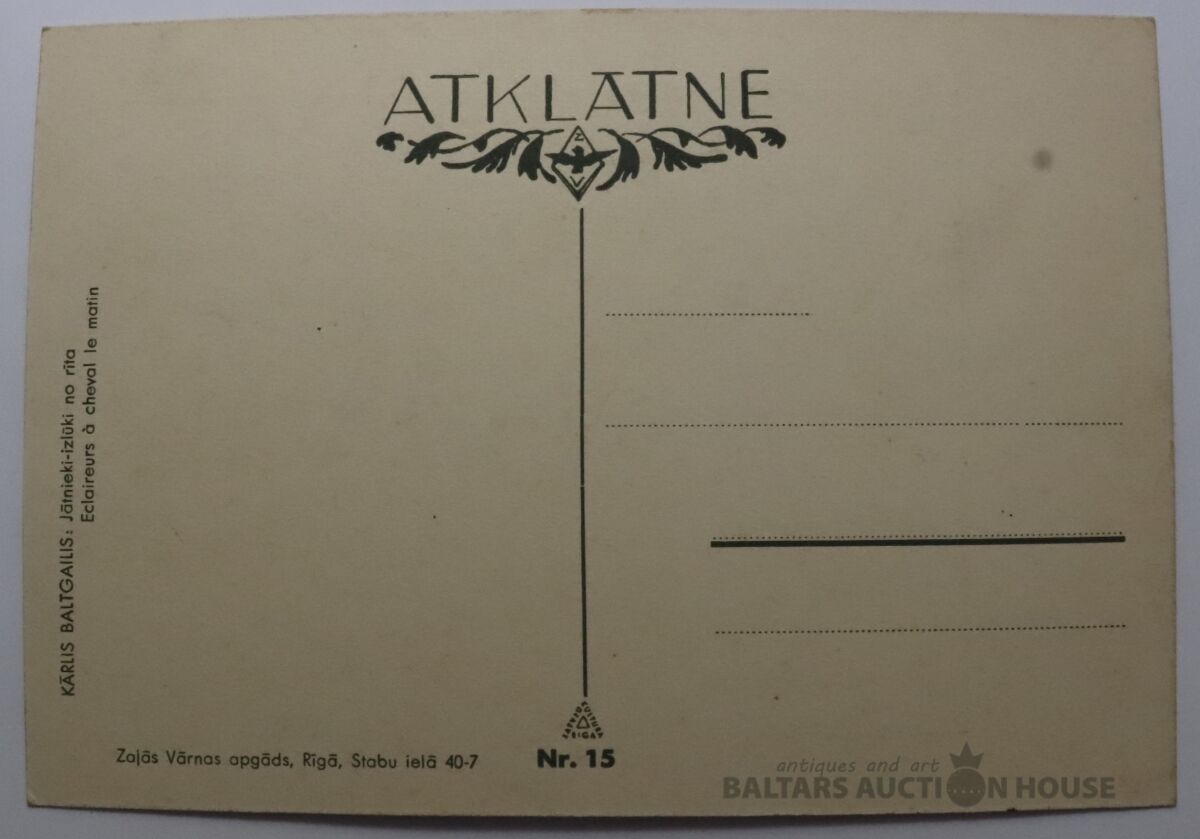 ATKLĀTNE
Z
V
KĀRLIS BALTGAILIS: Jātnieki-izlūki no rīta
Eclaireurs à cheval le matin
Zaļās Vārnas apgāds, Rīgā, Stabu ielā 40-7
Nr. 15
antiques and art
BALTARS AUCTION HOUSE